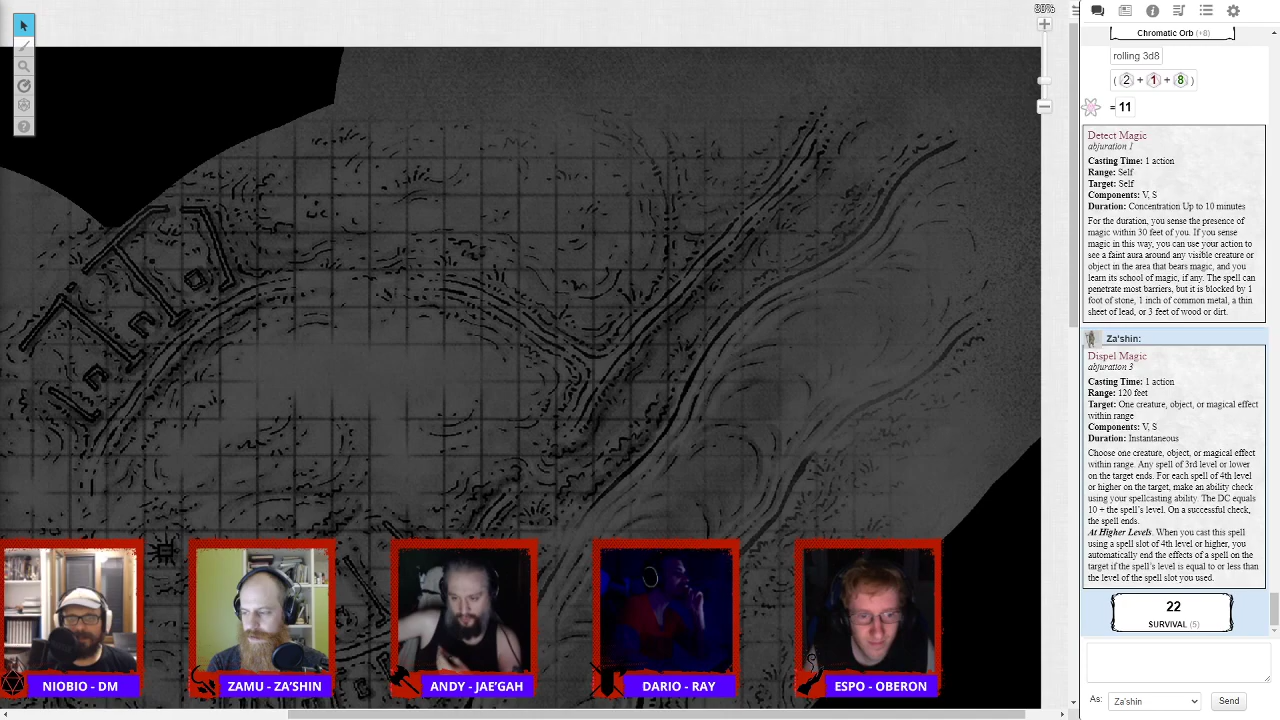 88%
Chromatic Orb (+8)
rolling 3d8
( 2 + 1 + 8 )
= 11
Detect Magic
abjuration 1
Casting Time: 1 action
Range: Self
Target: Self
Components: V, S
Duration: Concentration Up to 10 minutes
For the duration, you sense the presence of
magic within 30 feet of you. If you sense
magic in this way, you can use your action to
see a faint aura around any visible creature or
object in the area that bears magic, and you
learn its school of magic, if any. The spell can
penetrate most barriers, but it is blocked by 1
foot of stone, 1 inch of common metal, a thin
sheet of lead, or 3 feet of wood or dirt.
Za'shin:
Dispel Magic
abjuration 3
Casting Time: 1 action
Range: 120 feet
Target: One creature, object, or magical effect
within range
Components: V, S
Duration: Instantaneous
Choose one creature, object, or magical effect
within range. Any spell of 3rd level or lower
on the target ends. For each spell of 4th level
or higher on the target, make an ability check
using your spellcasting ability. The DC equals
10 + the spell's level. On a successful check,
the spell ends.
At Higher Levels. When you cast this spell
using a spell slot of 4th level or higher, you
automatically end the effects of a spell on the
target if the spell's level is equal to or less than
the level of the spell slot you used.
22
SURVIVAL (5)
As: Za'shin Send
NIOBIO - DM
ZAMU - ZA'SHIN
ANDY - JAE'GAH
DARIO - RAY
ESPO - OBERON